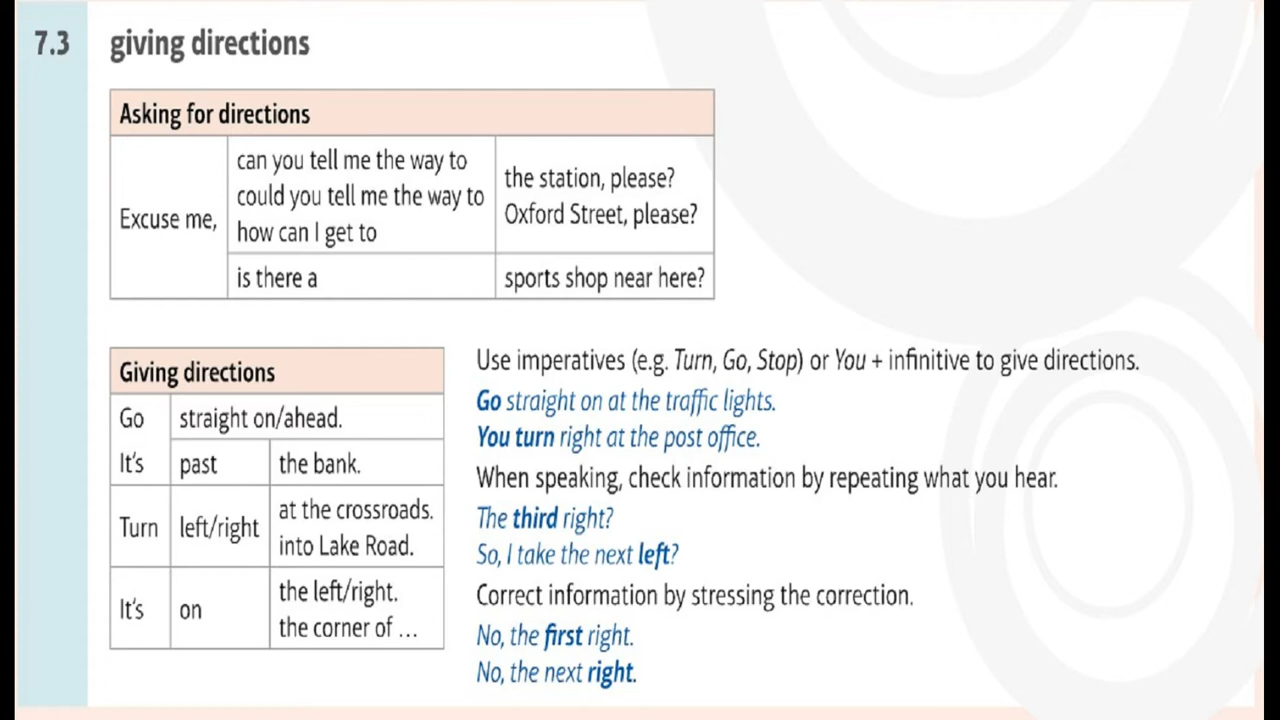 7.3 giving directions
Asking for directions
Excuse me,
can you tell me the way to
could you tell me the way to
how can I get to
the station, please?
Oxford Street, please?
is there a
sports shop near here?
Giving directions
Go straight on/ahead.
It's past the bank.
Turn left/right
at the crossroads.
into Lake Road.
It's on
the left/right.
the corner of ...
Use imperatives (e.g. Turn, Go, Stop) or You + infinitive to give directions.
Go straight on at the traffic lights.
You turn right at the post office.
When speaking, check information by repeating what you hear.
The third right?
So, I take the next left?
Correct information by stressing the correction.
No, the first right.
No, the next right.